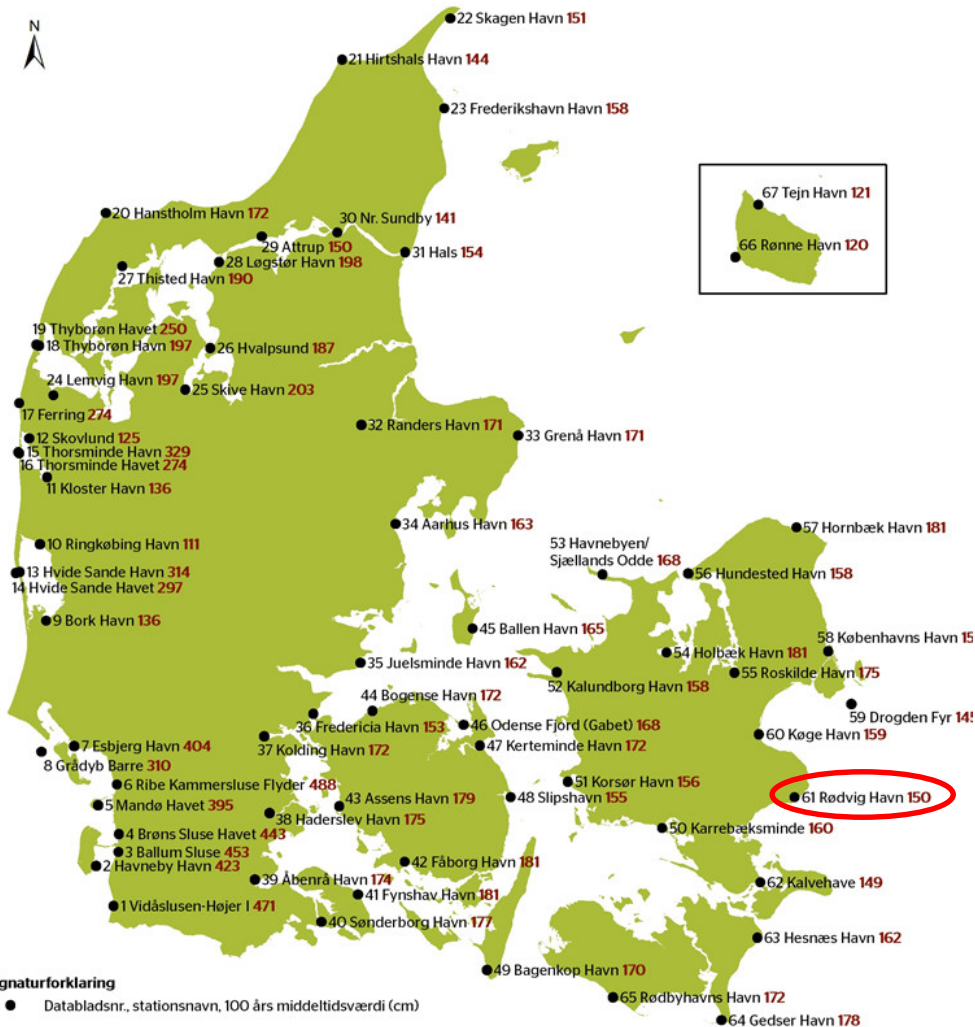 N
22 Skagen Havn 151
21 Hirtshals Havn 144
23 Frederikshavn Havn 158
67 Tejn Havn 121
66 Rønne Havn 120
20 Hanstholm Havn 172
30 Nr. Sundby 141
29 Attrup 150
31 Hals 154
28 Løgstør Havn 198
27 Thisted Havn 190
19 Thyborøn Havet 250
18 Thyborøn Havn 197
26 Hvalpsund 187
24 Lemvig Havn 197
25 Skive Havn 203
17 Ferring 274
32 Randers Havn 171
33 Grenå Havn 171
12 Skovlund 125
15 Thorsminde Havn 329
16 Thorsminde Havet 274
11 Kloster Havn 136
34 Aarhus Havn 163
57 Hornbæk Havn 181
10 Ringkøbing Havn 111
53 Havnebyen/
Sjællands Odde 168
56 Hundested Havn 158
13 Hvide Sande Havn 314
14 Hvide Sande Havet 297
9 Bork Havn 136
45 Ballen Havn 165
58 Københavns Havn 15
54 Holbæk Havn 181
35 Juelsminde Havn 162
55 Roskilde Havn 175
52 Kalundborg Havn 158
44 Bogense Havn 172
59 Drogden Fyr 145
36 Fredericia Havn 153
46 Odense Fjord (Gabet) 168
60 Køge Havn 159
37 Kolding Havn 172
47 Kerteminde Havn 172
7 Esbjerg Havn 404
8 Grådyb Barre 310
6 Ribe Kammersluse Flyder 488
51 Korsør Havn 156
43 Assens Havn 179
48 Slipshavn 155
61 Rødvig Havn 150
5 Mandø Havet 395
38 Haderslev Havn 175
50 Karrebæksminde 160
4 Brøns Sluse Havet 443
3 Ballum Sluse 453
2 Havneby Havn 423
42 Fåborg Havn 181
39 Åbenrå Havn 174
62 Kalvehave 149
41 Fynshav Havn 181
1 Vidåslusen-Højer I 471
40 Sønderborg Havn 177
63 Hesnæs Havn 162
49 Bagenkop Havn 170
65 Rødbyhavns Havn 172
64 Gedser Havn 178
gnaturforklaring
Databladsnr., stationsnavn, 100 års middeltidsværdi (cm)